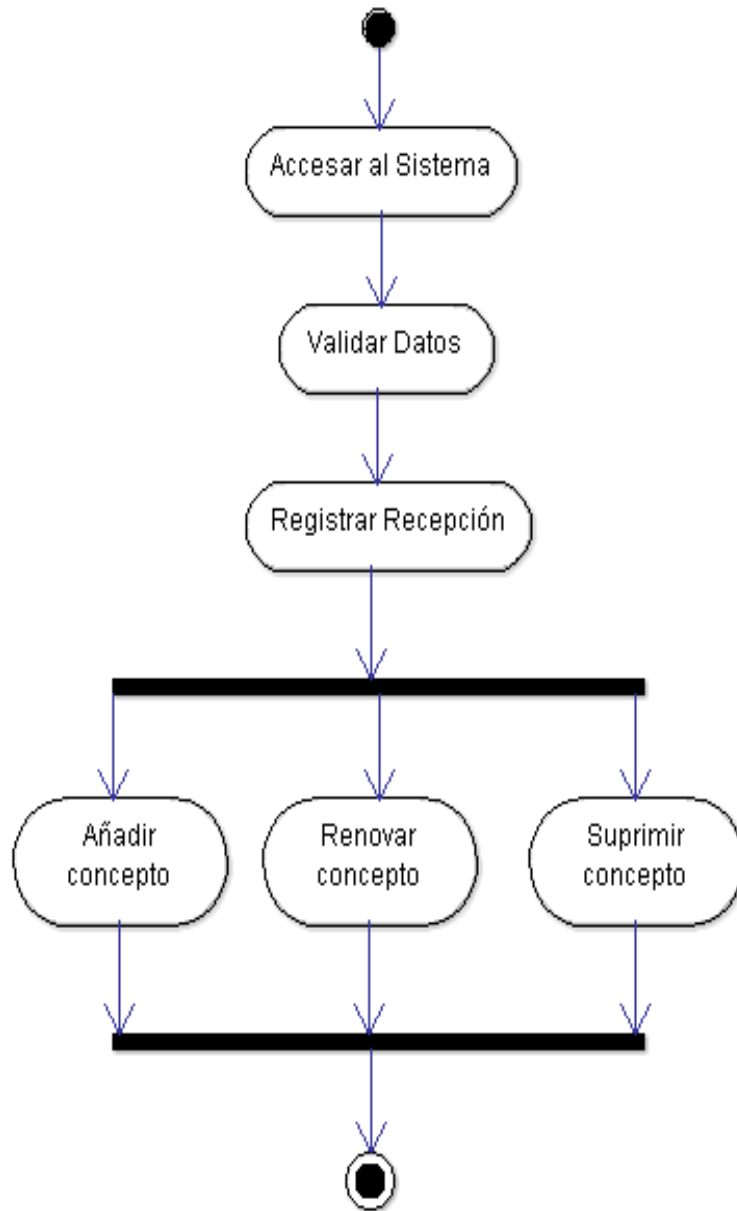 Accesar al Sistema
Validar Datos
Registrar Recepción
Añadir
concepto
Renovar
concepto
Suprimir
concepto